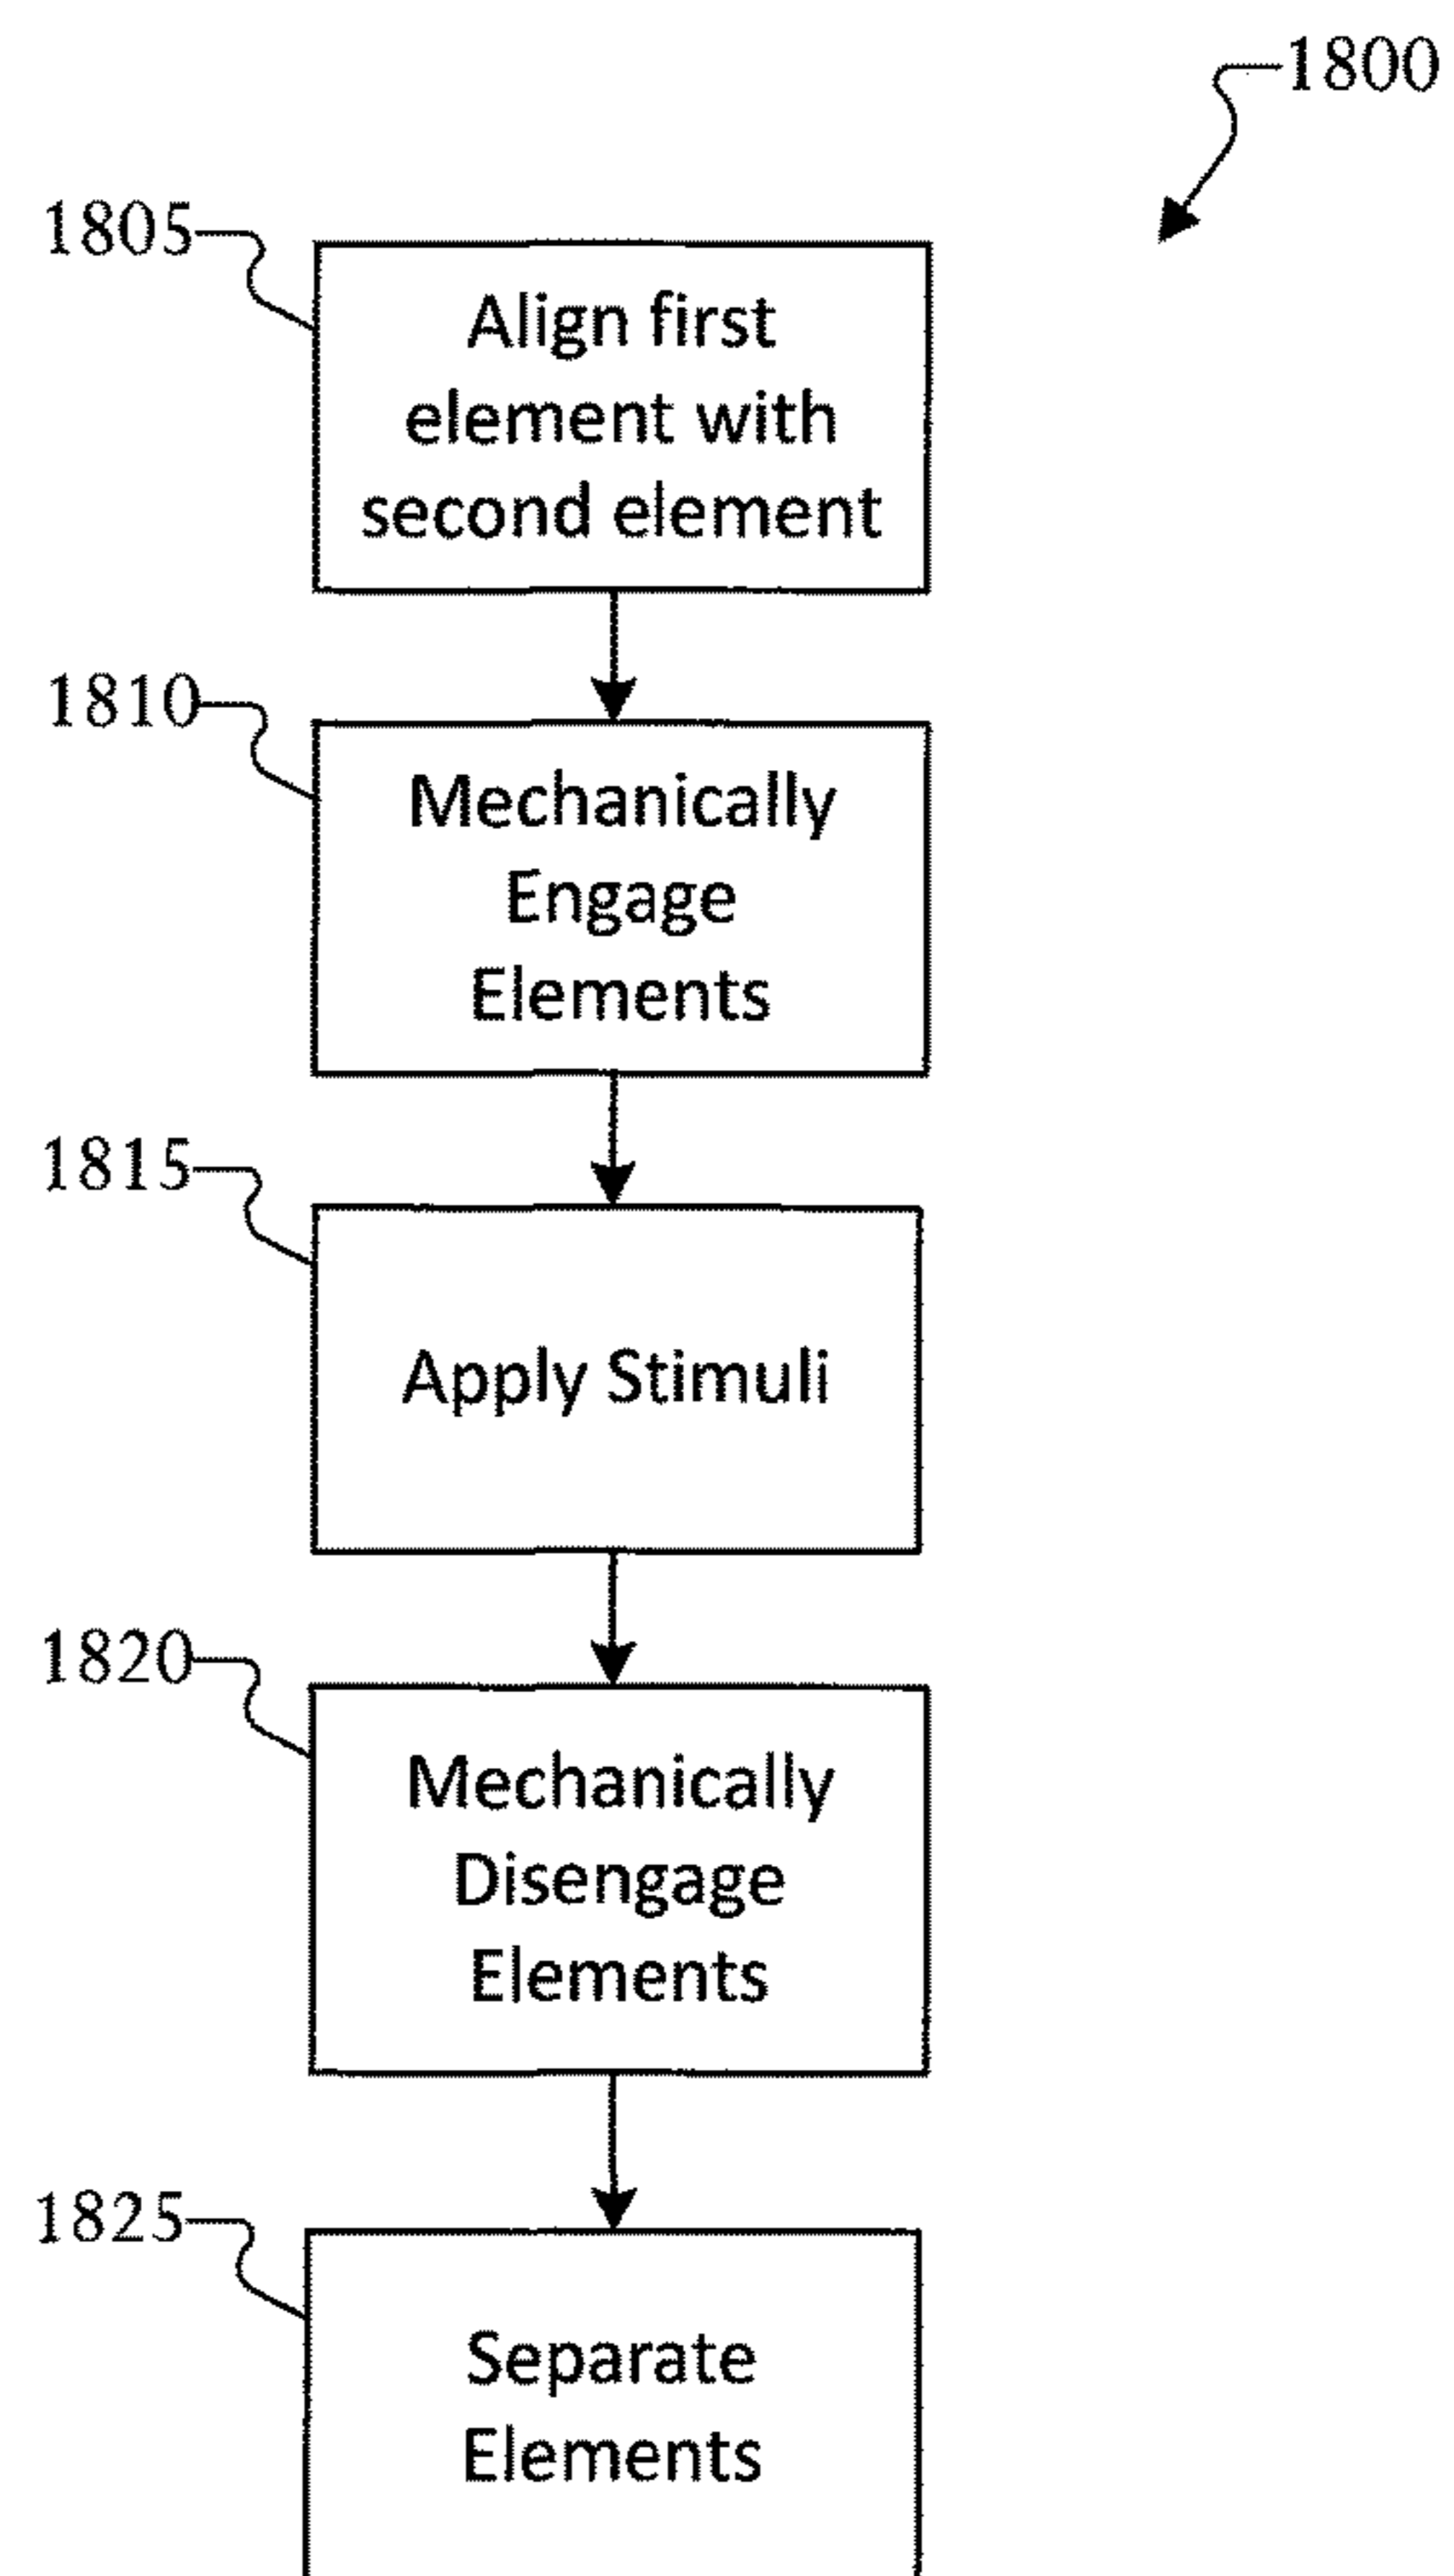 1800
1805
Align first
element with
second element
1810
Mechanically
Engage
Elements
1815
Apply Stimuli
1820
Mechanically
Disengage
Elements
1825
Separate
Elements